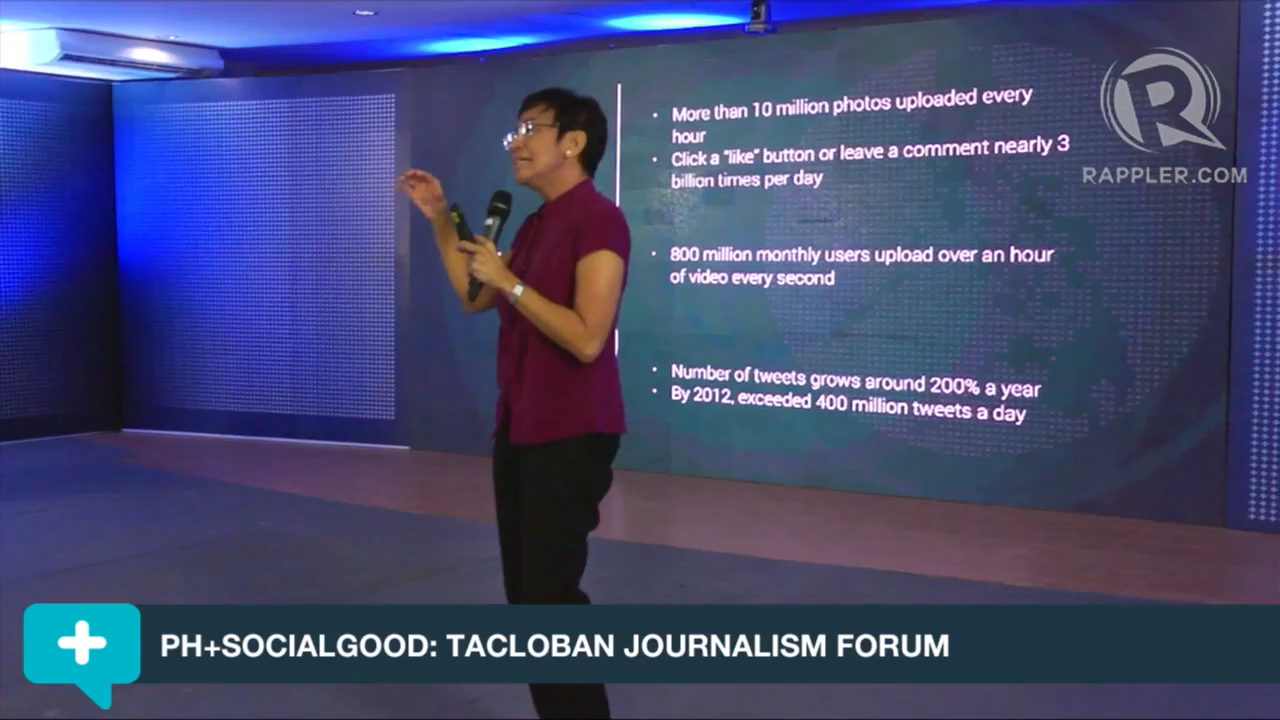 • More than 10 million photos uploaded every
hour
• Click a "like" button or leave a comment nearly 3
billion times per day
• 800 million monthly users upload over an hour
of video every second
• Number of tweets grows around 200% a year
• By 2012, exceeded 400 million tweets a day
R
RAPPLER.COM
PH+SOCIALGOOD: TACLOBAN JOURNALISM FORUM